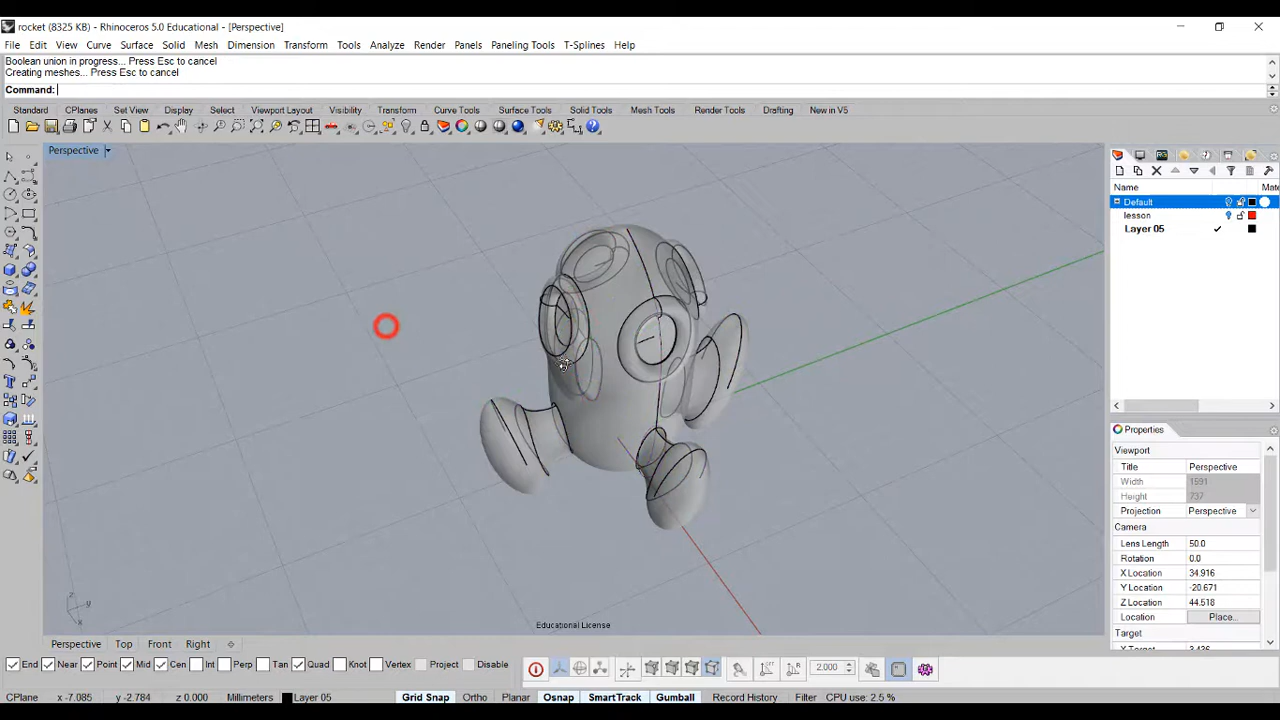 rocket (8325 KB) - Rhinoceros 5.0 Educational - [Perspective]
File Edit View Curve Surface Solid Mesh Dimension Transform Tools Analyze Render Panels Paneling Tools T-Splines Help
Boolean union in progress... Press Esc to cancel
Creating meshes... Press Esc to cancel
Command:
Standard CPlanes Set View Display Select Viewport Layout Visibility Transform Curve Tools Surface Tools Solid Tools Mesh Tools Render Tools Drafting New in V5
Perspective
Name Mate
Default
lesson
Layer 05
Properties
Viewport
Title Perspective
Width 1591
Height 737
Projection Perspective
Camera
Lens Length 50.0
Rotation 0.0
X Location 34.916
Y Location -20.671
Z Location 44.518
Location Place...
Target
X Target 3.436
z
y
x
Educational License
Perspective Top Front Right
End Near Point Mid Cen Int Perp Tan Quad Knot Vertex Project Disable
2.000
CPlane x -7.085 y -2.784 z 0.000 Millimeters Layer 05 Grid Snap Ortho Planar Osnap SmartTrack Gumball Record History Filter CPU use: 2.5 %